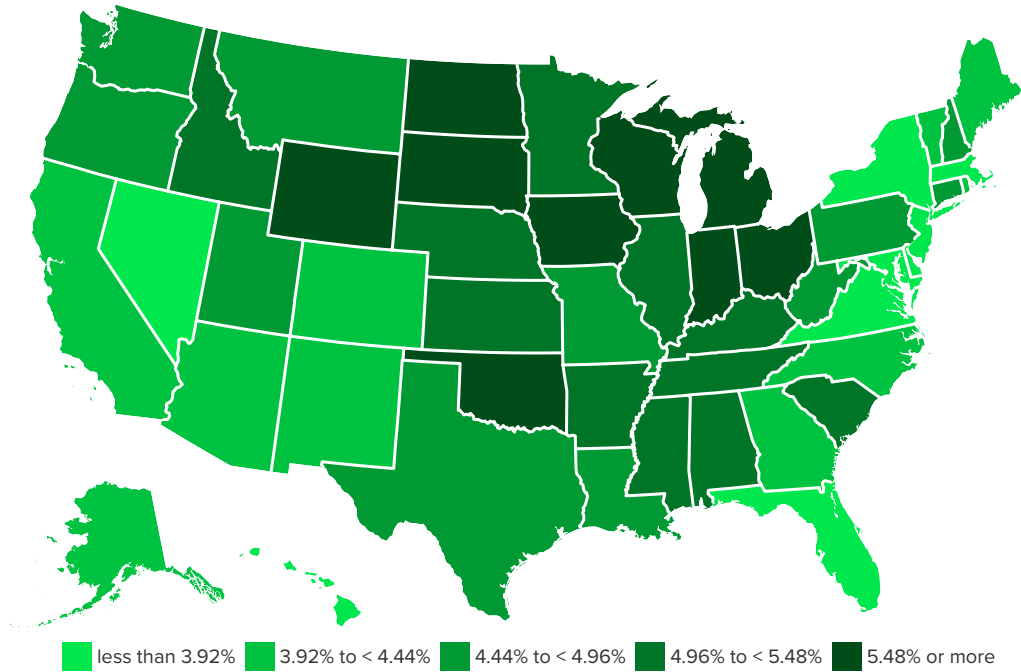 less than 3.92% 3.92% to < 4.44% 4.44% to < 4.96% 4.96% to < 5.48% 5.48% or more